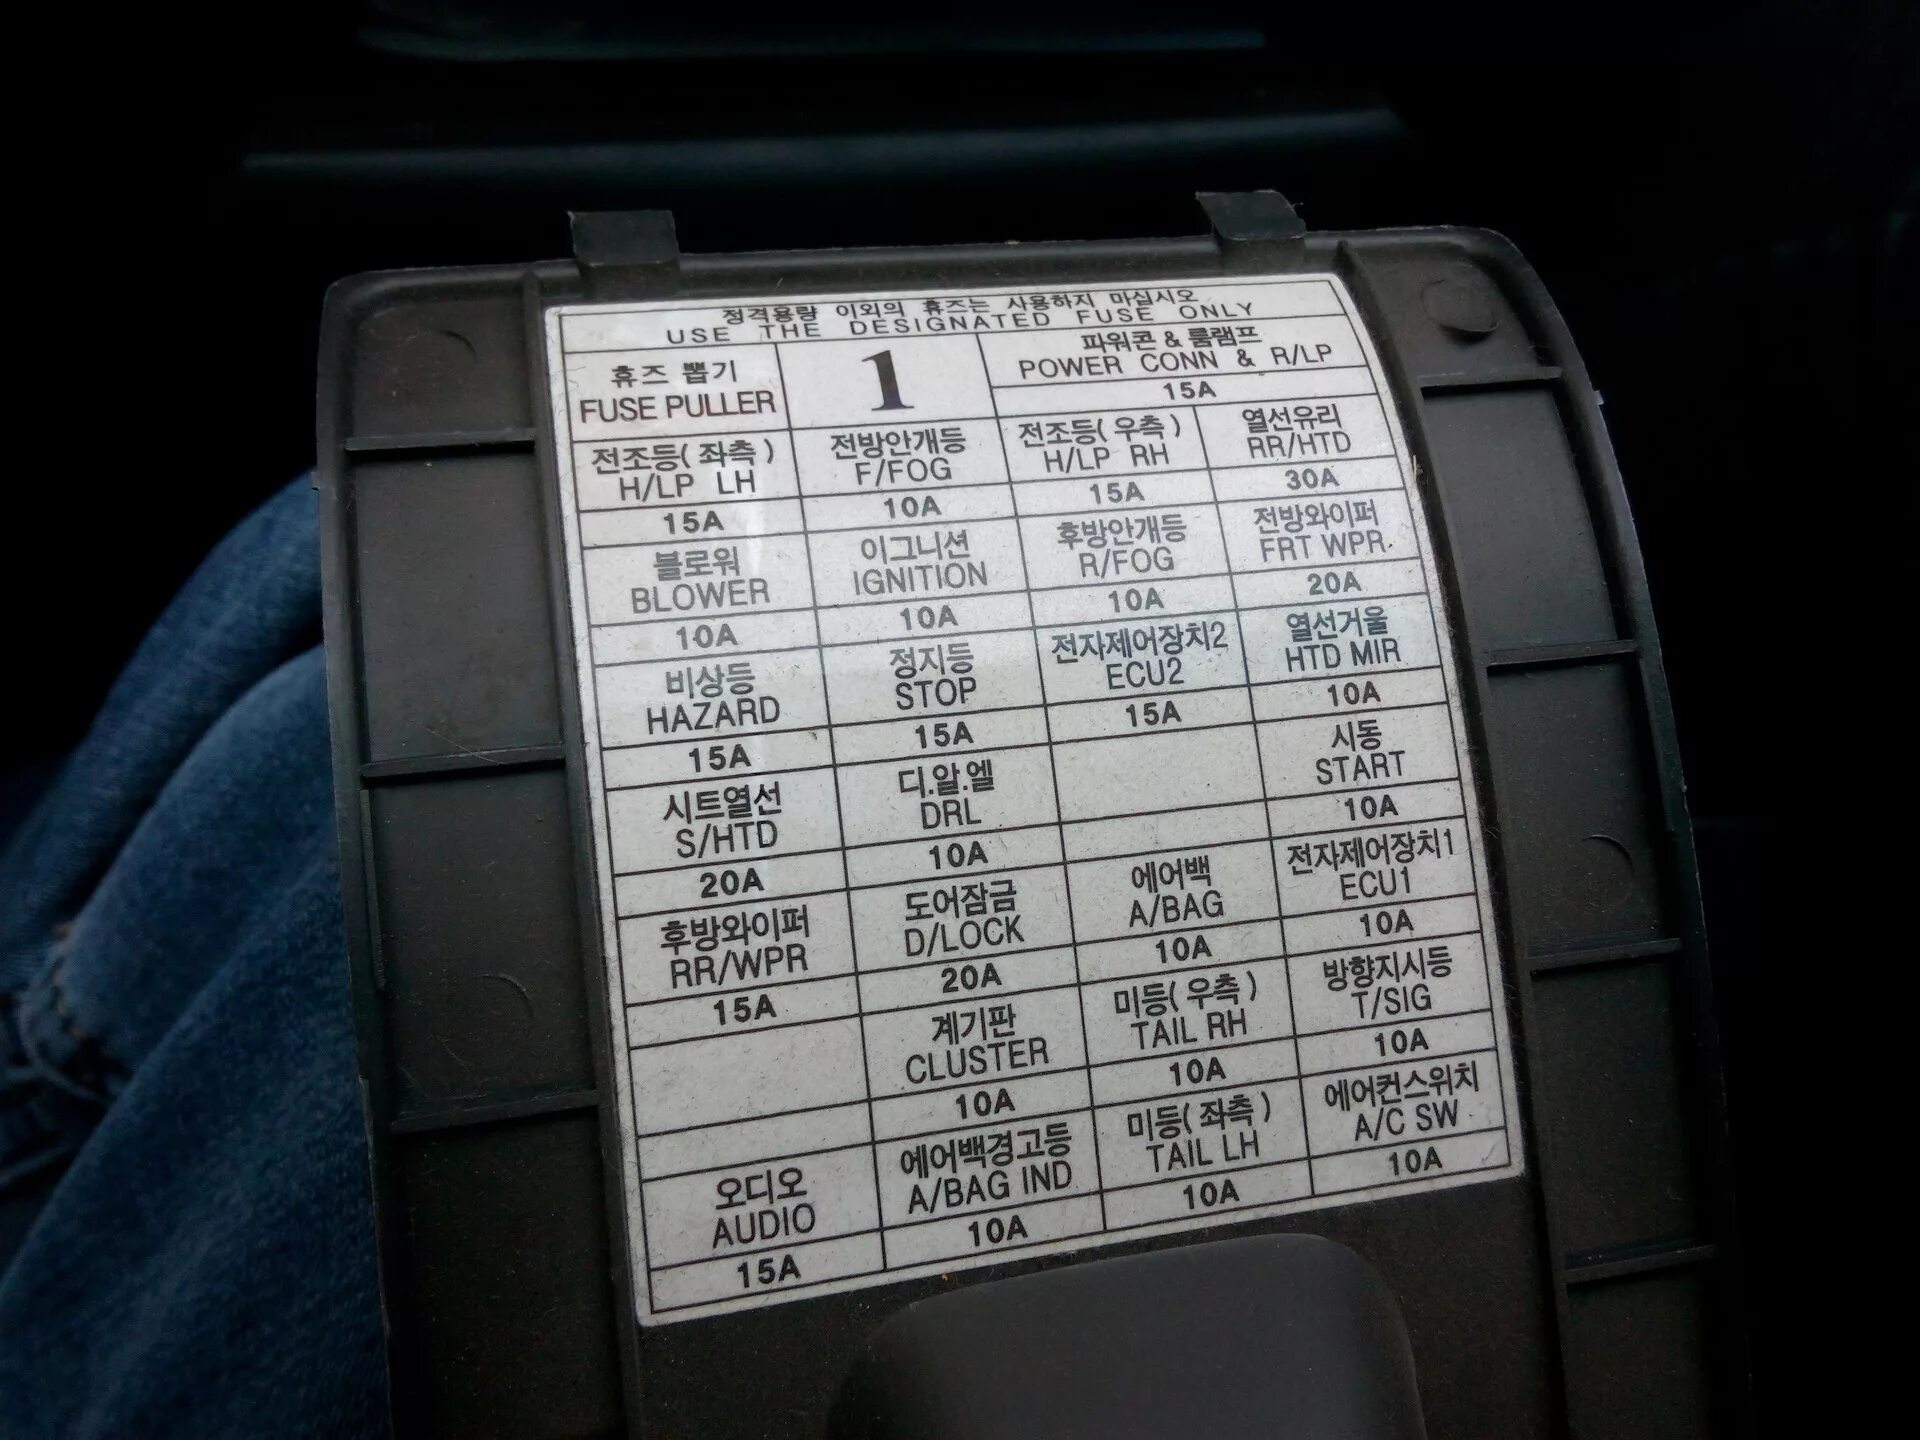 정격용량 이외의 휴즈는 사용하지 마십시오
USE THE DESIGNATED FUSE ONLY
휴즈 뽑기
FUSE PULLER
1
파워콘 & 룸램프
POWER CONN & R/LP
15A
전조등(좌측)
H/LP LH
15A
전방안개등
F/FOG
10A
전조등(우측)
H/LP RH
15A
열선유리
RR/HTD
30A
블로워
BLOWER
10A
이그니션
IGNITION
10A
후방안개등
R/FOG
10A
전방와이퍼
FRT WPR
20A
비상등
HAZARD
15A
정지등
STOP
15A
전자제어장치2
ECU2
15A
열선거울
HTD MIR
10A
시트열선
S/HTD
20A
디.알.엘
DRL
10A
시동
START
10A
후방와이퍼
RR/WPR
15A
도어잠금
D/LOCK
20A
에어백
A/BAG
10A
전자제어장치1
ECU1
10A
계기판
CLUSTER
10A
미등(우측)
TAIL RH
10A
방향지시등
T/SIG
10A
오디오
AUDIO
15A
에어백경고등
A/BAG IND
10A
미등(좌측)
TAIL LH
10A
에어컨스위치
A/C SW
10A